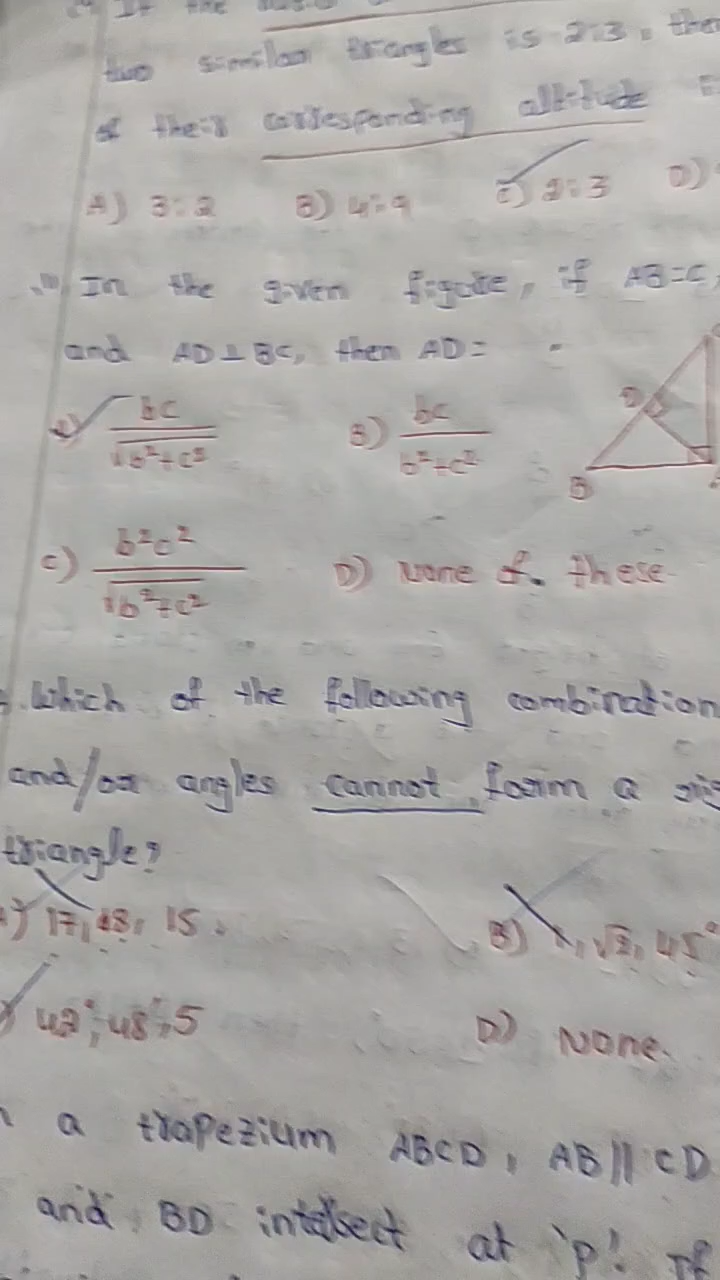 If the
two similar triangles is 2:3, then
of their corresponding altitude
A) 3:2 B) 4:9 C) 2:3 D)
In the given figure, if AB=C,
and AD⊥BC, then AD=
A) bc/√b²+c² B) bc/b²+c²
D
B
C) b²c²/√b²+c² D) None of these
Which of the following combination
and/or angles cannot form a
triangle?
17, 15. B) 1, 45°
42°, 48°, 5 D) None.
a trapezium ABCD, AB||CD
and BD intersect at 'P'. If